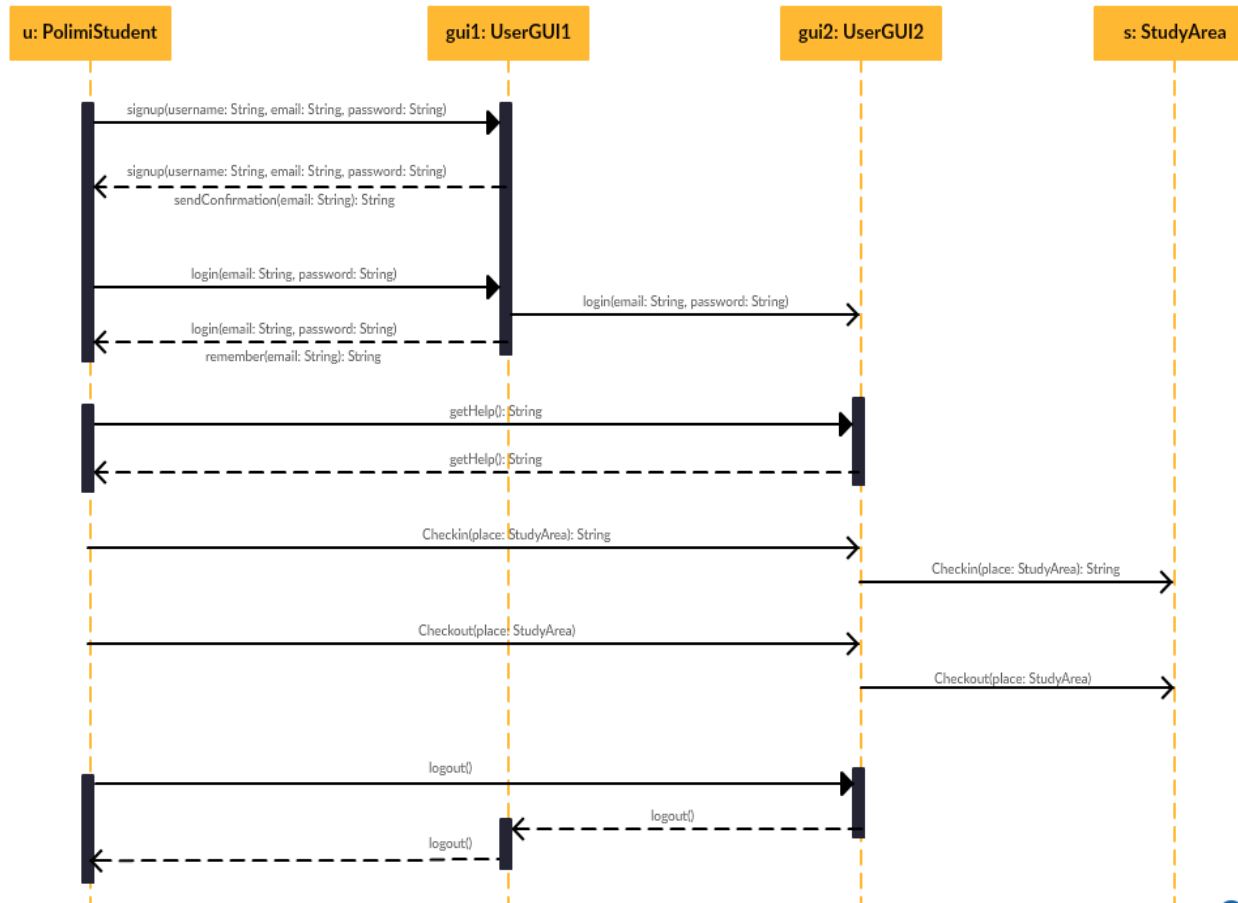 u: PolimiStudent
gui1: UserGUI1
gui2: UserGUI2
s: StudyArea
signup(username: String, email: String, password: String)
signup(username: String, email: String, password: String)
sendConfirmation(email: String): String
login(email: String, password: String)
login(email: String, password: String)
login(email: String, password: String)
remember(email: String): String
getHelp(): String
getHelp(): String
Checkin(place: StudyArea): String
Checkin(place: StudyArea): String
Checkout(place: StudyArea)
Checkout(place: StudyArea)
logout()
logout()
logout()